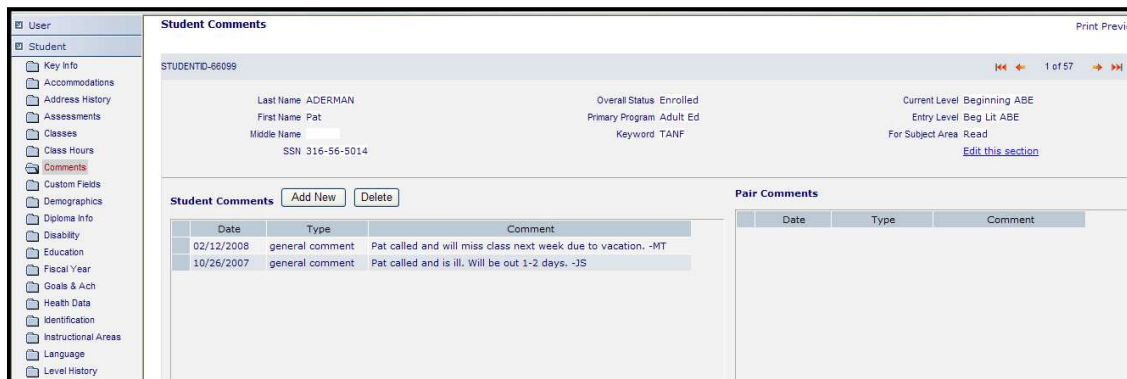 User
Student
Key Info
Accommodations
Address History
Assessments
Classes
Class Hours
Comments
Custom Fields
Demographics
Diploma Info
Disability
Education
Fiscal Year
Goals & Ach
Health Data
Identification
Instructional Areas
Language
Level History
Student Comments
Print Previ
STUDENTID-66099
1 of 57
Last Name ADERMAN
First Name Pat
Middle Name
SSN 316-56-5014
Overall Status Enrolled
Primary Program Adult Ed
Keyword TANF
Current Level Beginning ABE
Entry Level Beg Lit ABE
For Subject Area Read
Edit this section
Student Comments Add New Delete
Date Type Comment
02/12/2008 general comment Pat called and will miss class next week due to vacation. -MT
10/26/2007 general comment Pat called and is ill. Will be out 1-2 days. -JS
Pair Comments
Date Type Comment